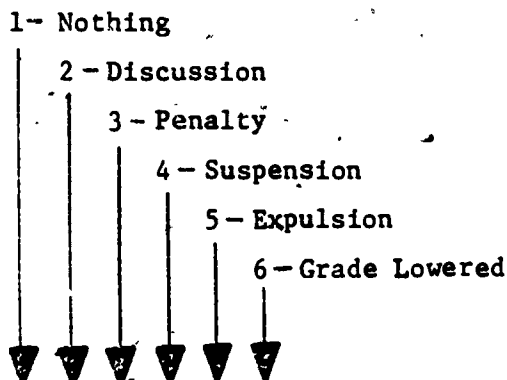 1- Nothing
2 - Discussion
3 - Penalty
4 - Suspension
5 - Expulsion
6 - Grade Lowered